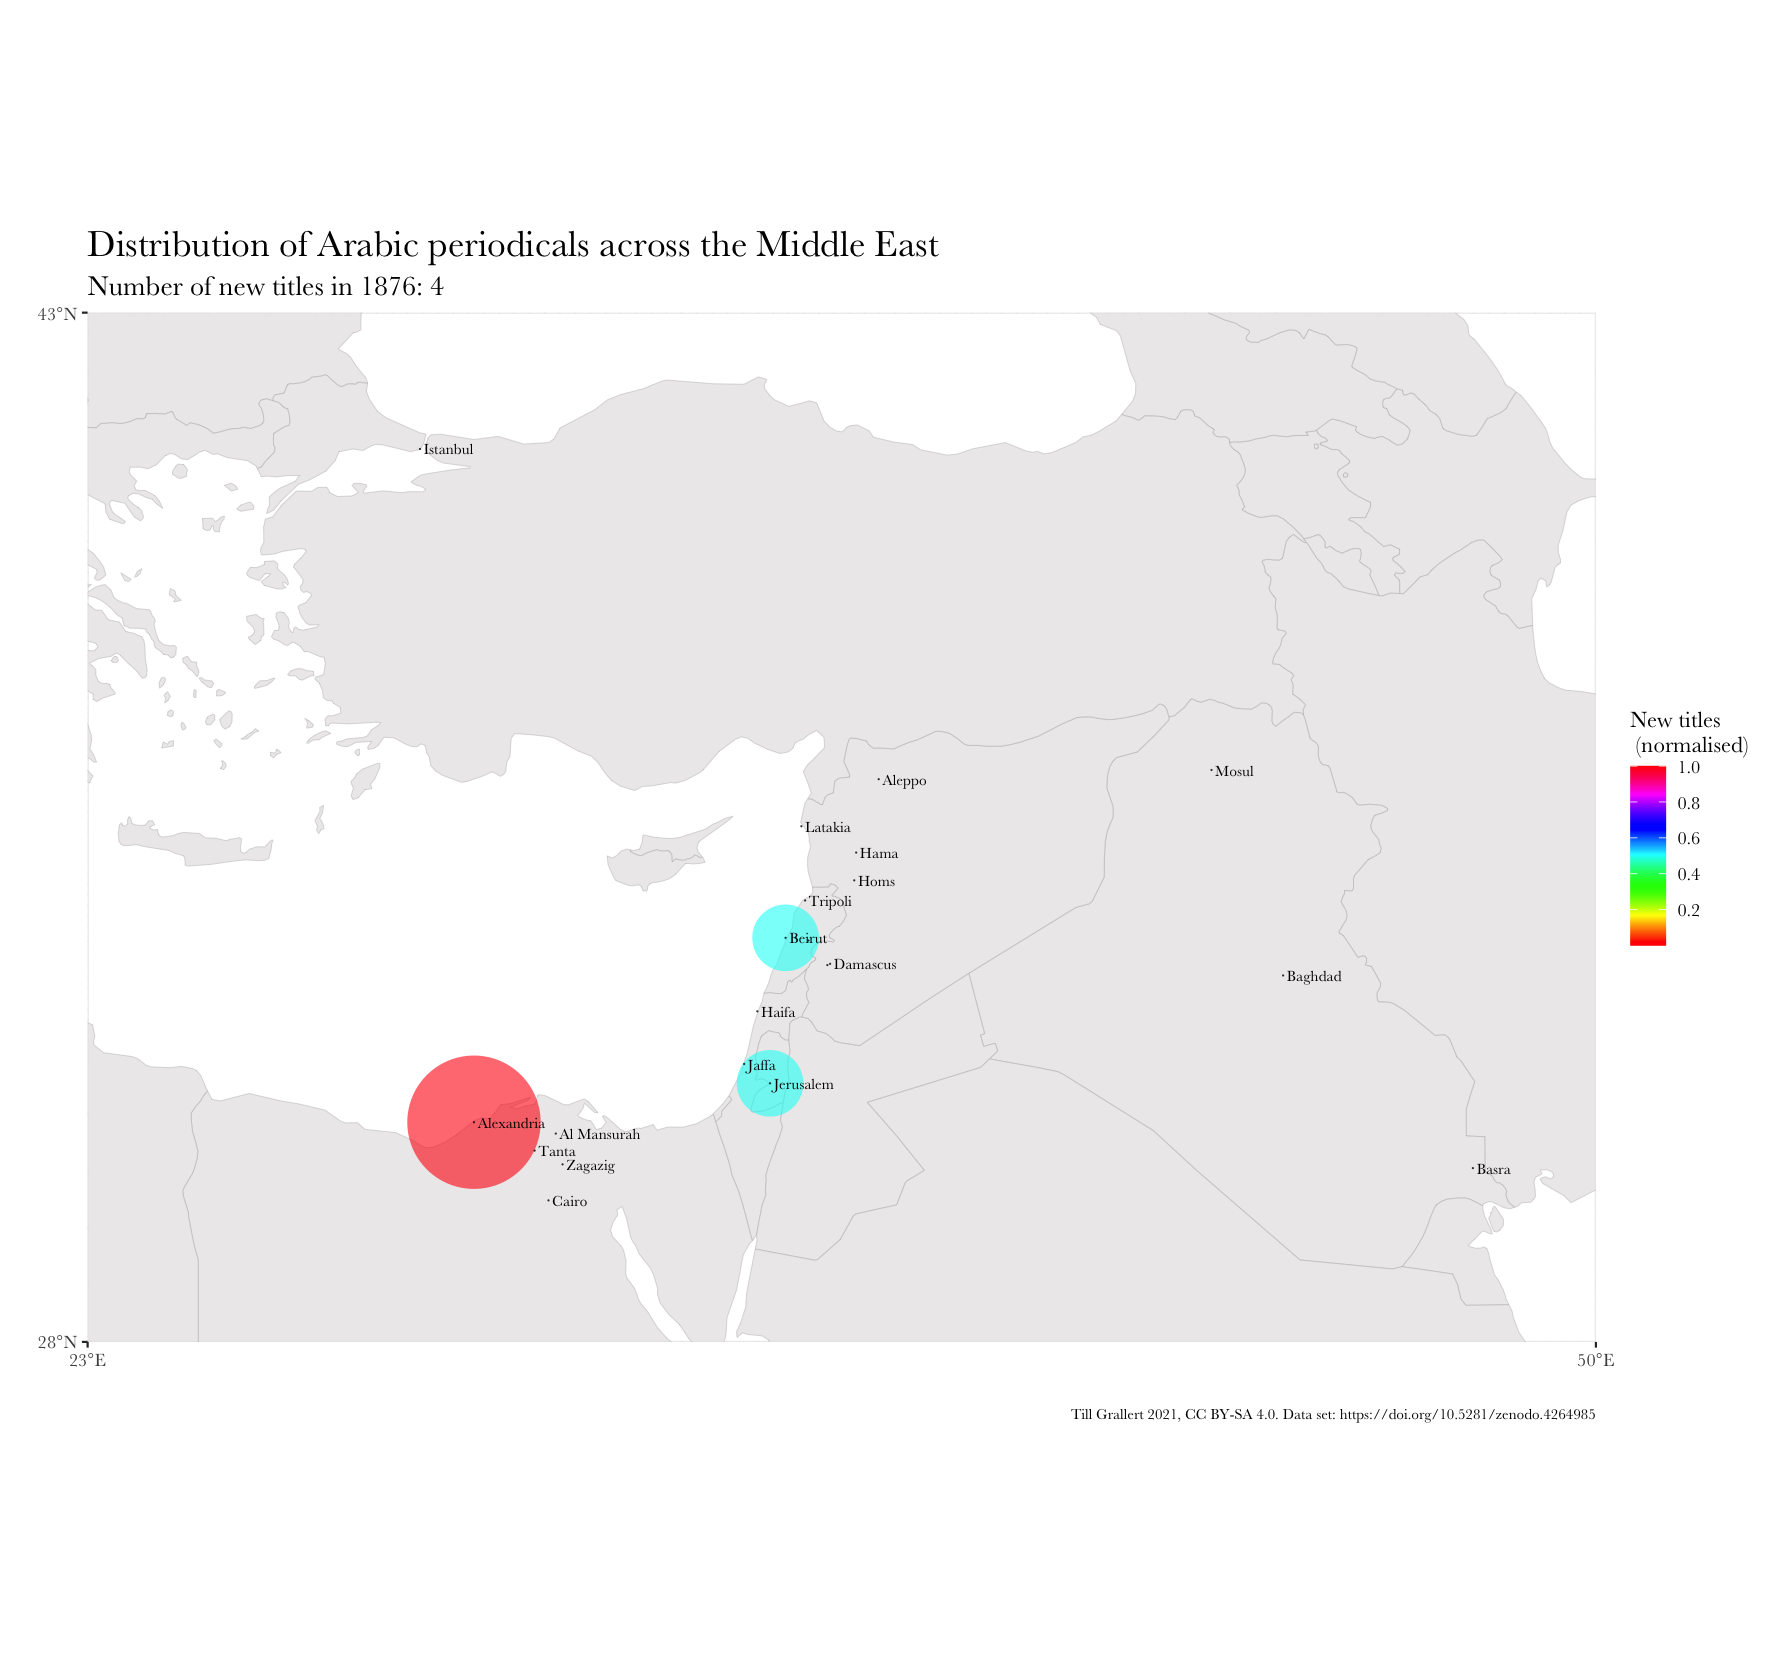 Distribution of Arabic periodicals across the Middle East
Number of new titles in 1876: 4
43°N
Istanbul
New titles
(normalised)
1.0
0.8
0.6
0.4
0.2
Aleppo
Mosul
Latakia
Hama
Homs
Tripoli
Beirut
Damascus
Baghdad
Haifa
Jaffa
Jerusalem
Alexandria
Al Mansurah
Tanta
Zagazig
Basra
Cairo
28°N
23°E
50°E
Till Grallert 2021, CC BY-SA 4.0. Data set: https://doi.org/10.5281/zenodo.4264985